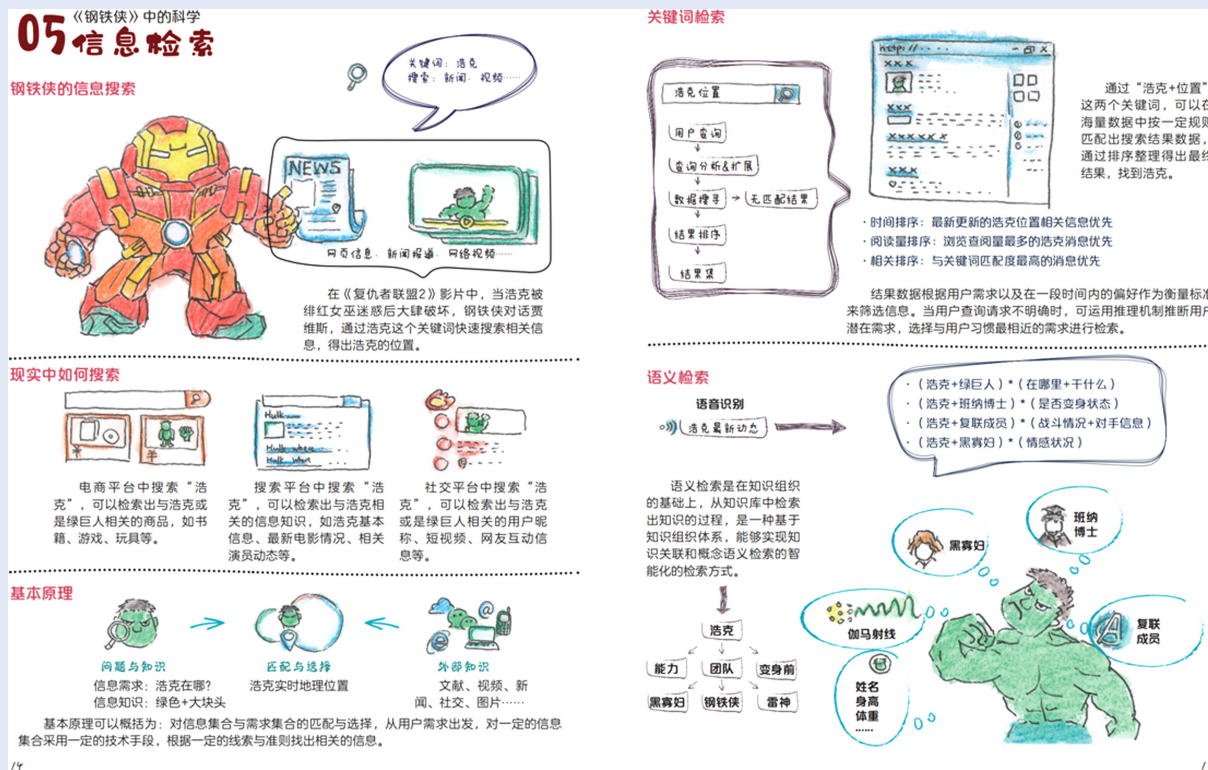 《钢铁侠》中的科学
05信息检索
钢铁侠的信息搜索
关键词：浩克
搜索：新闻、视频……
NEWS
网页信息、新闻报道、网络视频……
在《复仇者联盟2》影片中，当浩克被
绯红女巫迷惑后大肆破坏，钢铁侠对话贾
维斯，通过浩克这个关键词快速搜索相关信
息，得出浩克的位置。
现实中如何搜索
Hulk
Hulk where
Hulk what
电商平台中搜索“浩
克”，可以检索出与浩克或
是绿巨人相关的商品，如书
籍、游戏、玩具等。
搜索平台中搜索“浩
克”，可以检索出与浩克相
关的信息知识，如浩克基本
信息、最新电影情况、相关
演员动态等。
社交平台中搜索“浩
克”，可以检索出与浩克
或是绿巨人相关的用户昵
称、短视频、网友互动信
息等。
基本原理
问题与知识
信息需求：浩克在哪?
信息知识：绿色+大块头
匹配与选择
浩克实时地理位置
外部知识
文献、视频、新
闻、社交、图片……
基本原理可以概括为：对信息集合与需求集合的匹配与选择，从用户需求出发，对一定的信息
集合采用一定的技术手段，根据一定的线索与准则找出相关的信息。
14
关键词检索
浩克位置
用户查询
查询分析&扩展
数据搜寻
无匹配结果
结果排序
结果集
http://····
通过“浩克+位置”
这两个关键词，可以在
海量数据中按一定规则
匹配出搜索结果数据，
通过排序整理得出最终
结果，找到浩克。
·时间排序：最新更新的浩克位置相关信息优先
·阅读量排序：浏览查阅量最多的浩克消息优先
·相关排序：与关键词匹配度最高的消息优先
结果数据根据用户需求以及在一段时间内的偏好作为衡量标准
来筛选信息。当用户查询请求不明确时，可运用推理机制推断用户
潜在需求，选择与用户习惯最相近的需求进行检索。
语义检索
语音识别
浩克最新动态
·（浩克+绿巨人）*（在哪里+干什么）
·（浩克+班纳博士）*（是否变身状态）
·（浩克+复联成员）*（战斗情况+对手信息）
·（浩克+黑寡妇）*（情感状况）
语义检索是在知识组织
的基础上，从知识库中检索
出知识的过程，是一种基于
知识组织体系，能够实现知
识关联和概念语义检索的智
能化的检索方式。
浩克
能力
团队
变身前
黑寡妇
钢铁侠
雷神
黑寡妇
班纳
博士
伽马射线
复联
成员
姓名
身高
体重
……